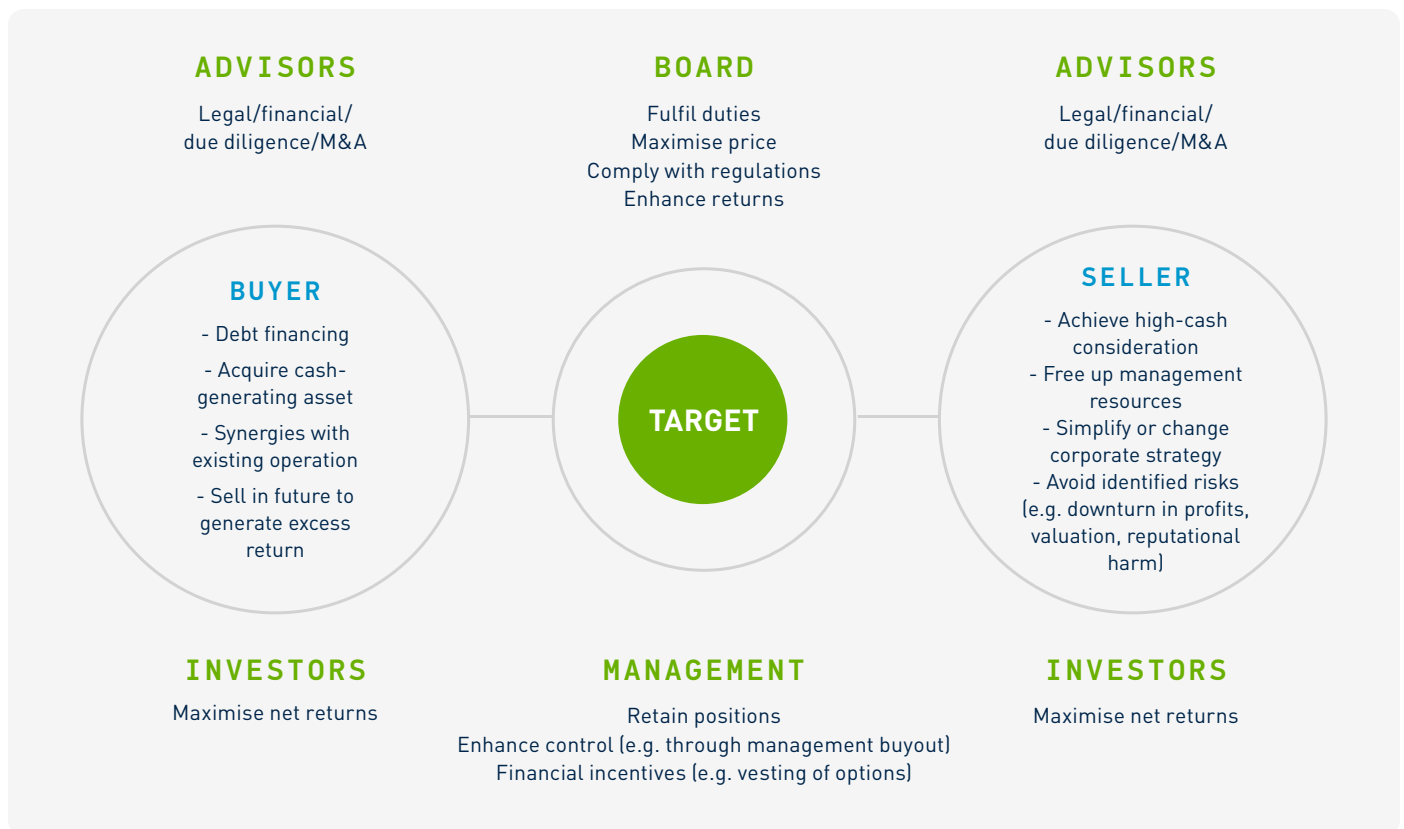 ADVISORS
Legal/financial/
due diligence/M&A
BOARD
Fulfil duties
Maximise price
Comply with regulations
Enhance returns
ADVISORS
Legal/financial/
due diligence/M&A
BUYER
- Debt financing
- Acquire cash-
generating asset
- Synergies with
existing operation
- Sell in future to
generate excess
return
TARGET
SELLER
- Achieve high-cash
consideration
- Free up management
resources
- Simplify or change
corporate strategy
- Avoid identified risks
(e.g. downturn in profits,
valuation, reputational
harm)
INVESTORS
Maximise net returns
MANAGEMENT
Retain positions
Enhance control (e.g. through management buyout)
Financial incentives (e.g. vesting of options)
INVESTORS
Maximise net returns